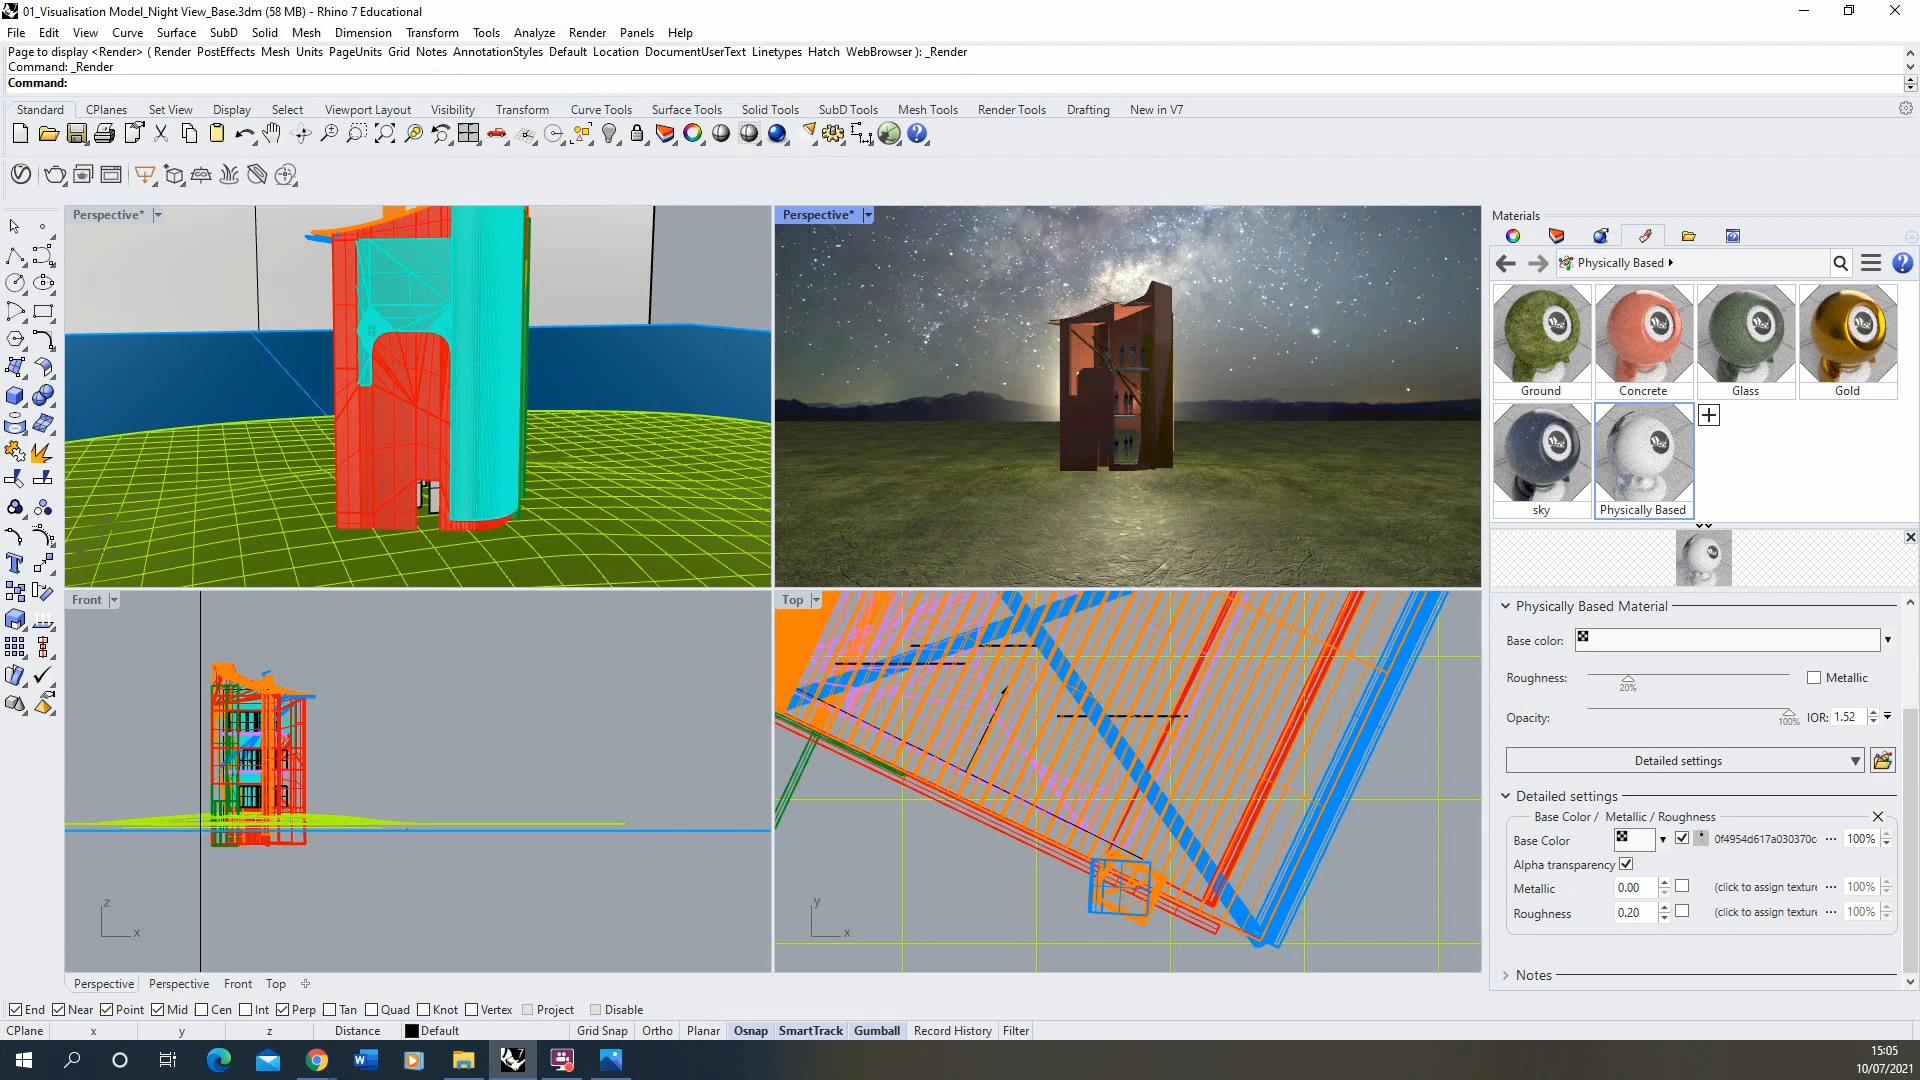 01_Visualisation Model_Night View_Base.3dm (58 MB) - Rhino 7 Educational
File Edit View Curve Surface SubD Solid Mesh Dimension Transform Tools Analyze Render Panels Help
Page to display <Render> ( Render PostEffects Mesh Units PageUnits Grid Notes AnnotationStyles Default Location DocumentUserText Linetypes Hatch WebBrowser ): _Render
Command: _Render
Command:
Standard CPlanes Set View Display Select Viewport Layout Visibility Transform Curve Tools Surface Tools Solid Tools SubD Tools Mesh Tools Render Tools Drafting New in V7
Perspective*
Perspective*
Materials
Physically Based
Ground Concrete Glass Gold
sky Physically Based
Front
Top
Physically Based Material
Base color:
Roughness: 20% Metallic
Opacity: 100% IOR: 1.52
Detailed settings
Detailed settings
Base Color / Metallic / Roughness
Base Color 0f4954d617a030370c ··· 100%
Alpha transparency
Metallic 0.00 (click to assign texture ··· 100%
Roughness 0.20 (click to assign texture ··· 100%
Notes
z
x
y
x
Perspective Perspective Front Top
End Near Point Mid Cen Int Perp Tan Quad Knot Vertex Project Disable
CPlane x y z Distance Default Grid Snap Ortho Planar Osnap SmartTrack Gumball Record History Filter
15:05
10/07/2021